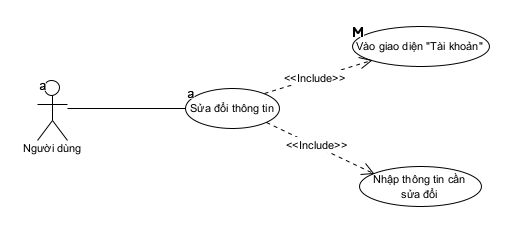 M
Vào giao diện "Tài khoản"
<<Include>>
a
a
Sửa đổi thông tin
Người dùng
<<Include>>
Nhập thông tin cần
sửa đổi